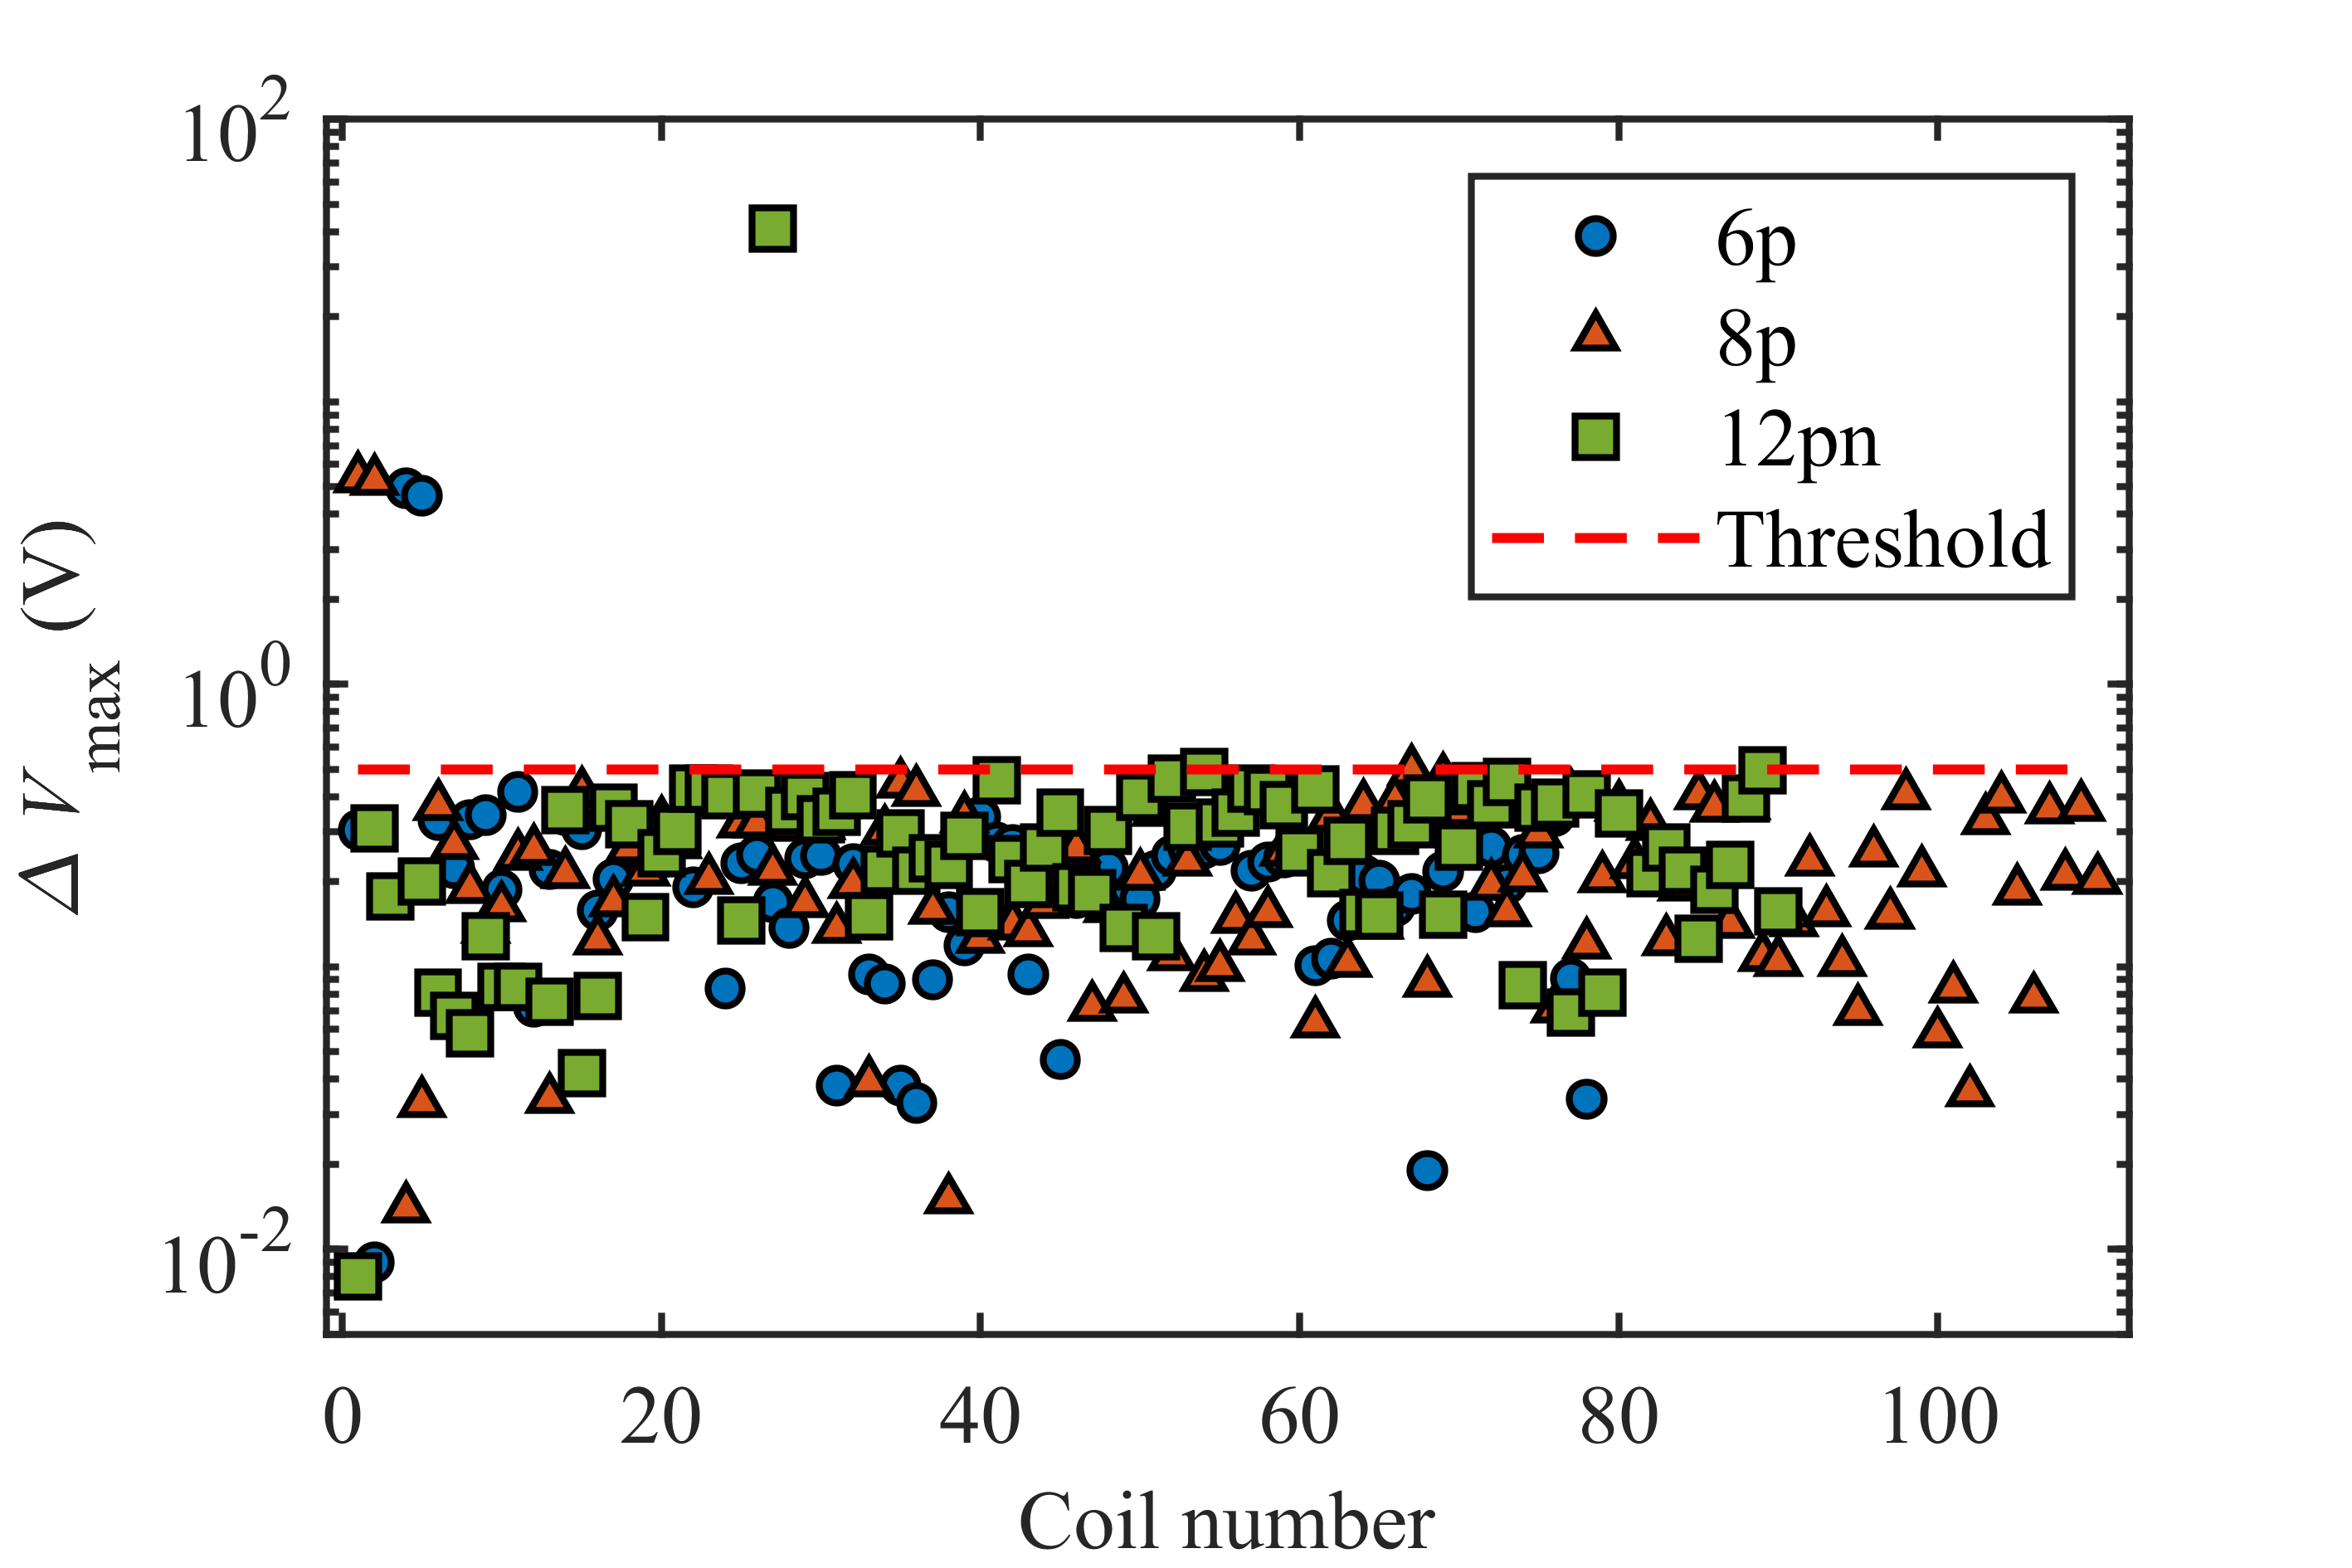 10^2
10^0
10^-2
Δ V_max (V)
6p
8p
12pn
Threshold
0 20 40 60 80 100
Coil number